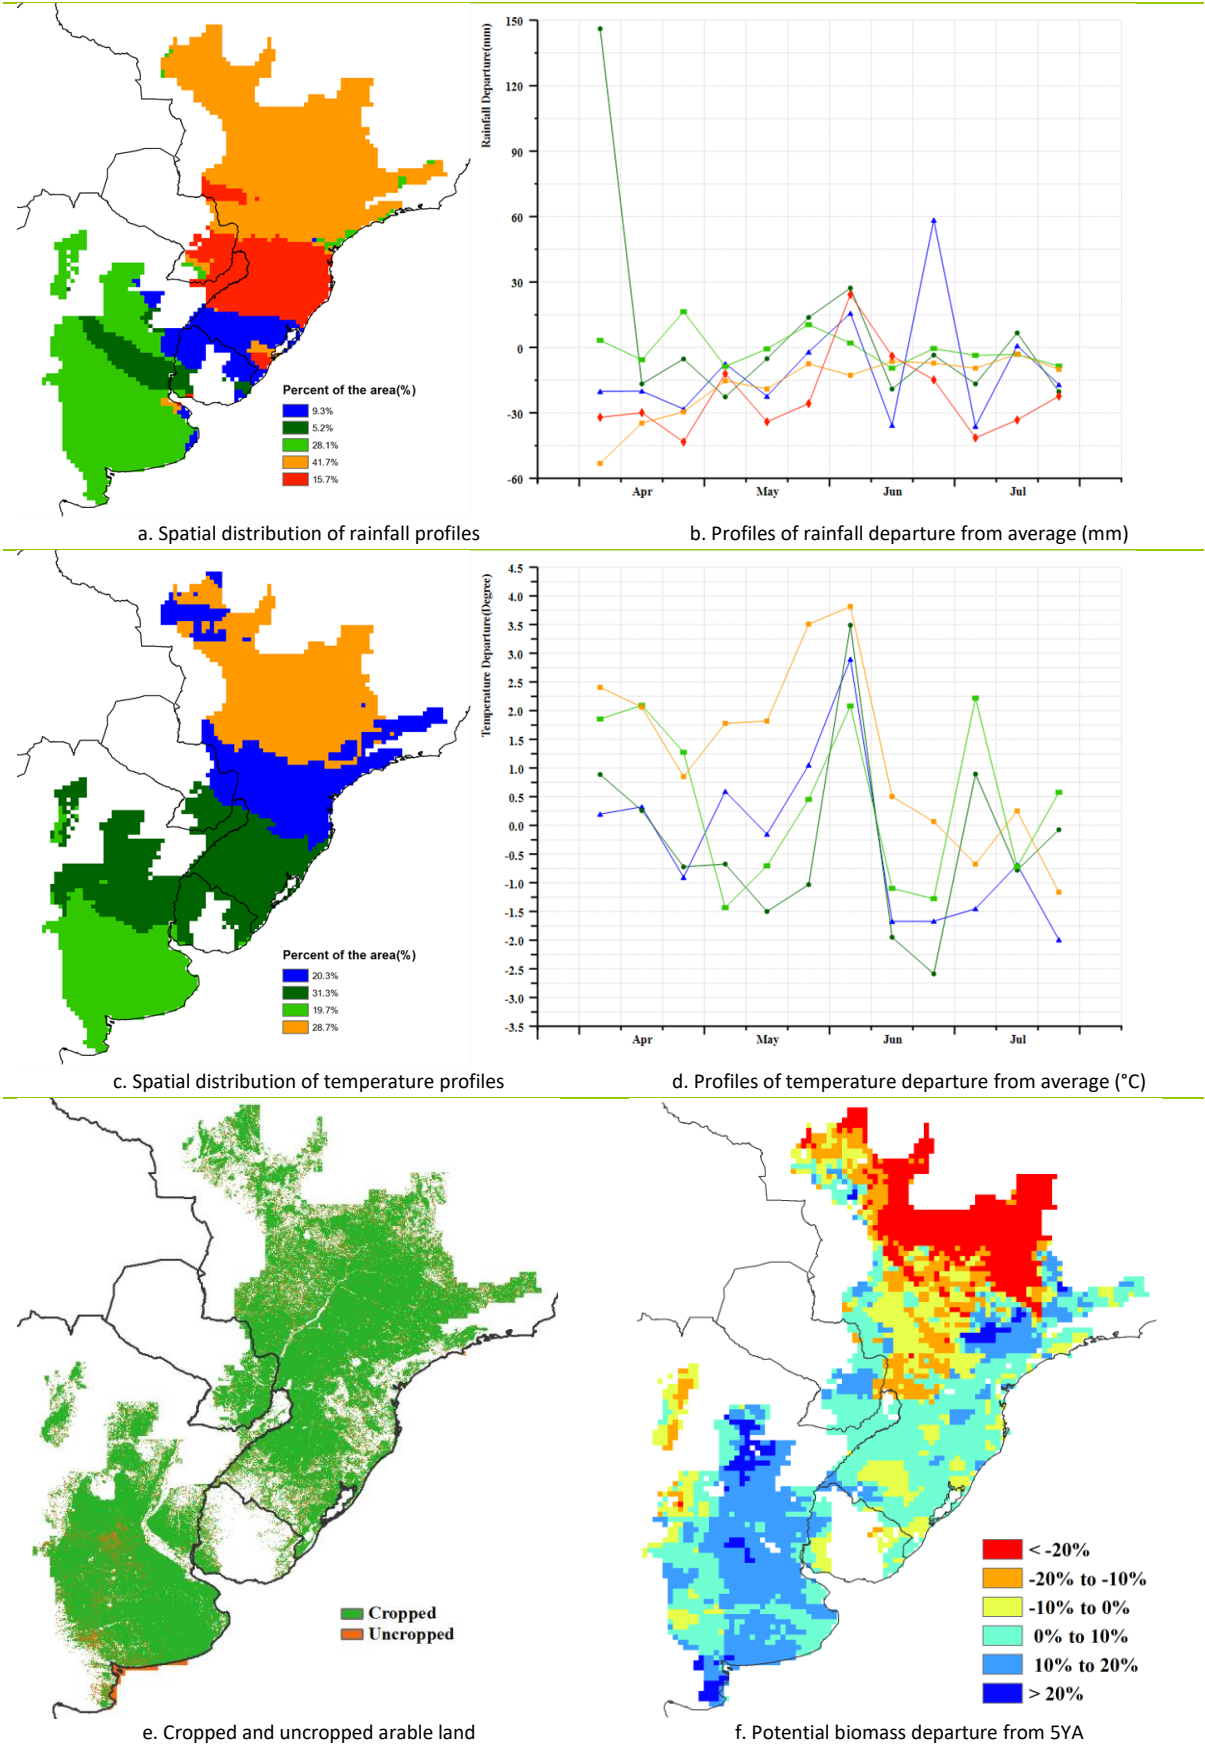 Percent of the area(%)
9.3%
5.2%
28.1%
41.7%
15.7%
Rainfall Departure(mm)
150
120
90
60
30
0
-30
-60
Apr May Jun Jul
a. Spatial distribution of rainfall profiles
b. Profiles of rainfall departure from average (mm)
Percent of the area(%)
20.3%
31.3%
19.7%
28.7%
Temperature Departure(Degree)
4.5
4.0
3.5
3.0
2.5
2.0
1.5
1.0
0.5
0.0
-0.5
-1.0
-1.5
-2.0
-2.5
-3.0
-3.5
Apr May Jun Jul
c. Spatial distribution of temperature profiles
d. Profiles of temperature departure from average (°C)
Cropped
Uncropped
< -20%
-20% to -10%
-10% to 0%
0% to 10%
10% to 20%
> 20%
e. Cropped and uncropped arable land
f. Potential biomass departure from 5YA